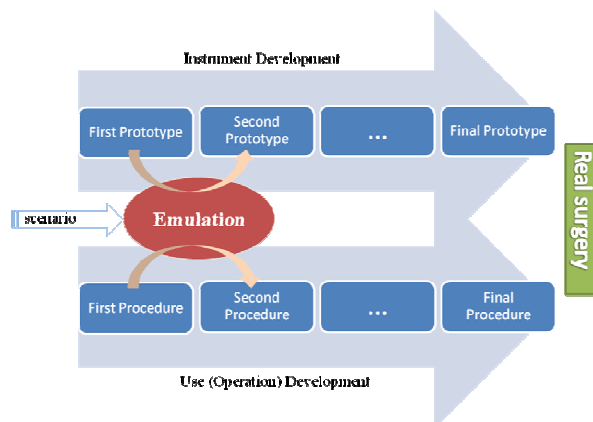 Instrument Development
First Prototype
Second
Prototype
...
Final Prototype
Real surgery
scenario
Emulation
First Procedure
Second
Procedure
...
Final
Procedure
Use (Operation) Development